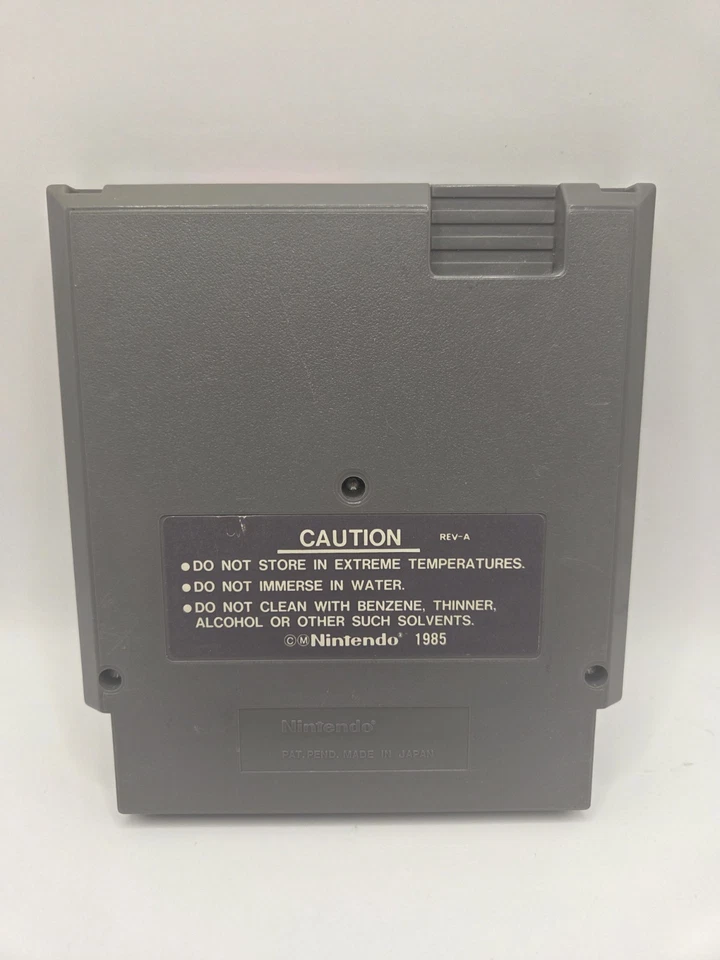 CAUTION REV-A
●DO NOT STORE IN EXTREME TEMPERATURES.
●DO NOT IMMERSE IN WATER.
●DO NOT CLEAN WITH BENZENE, THINNER,
ALCOHOL OR OTHER SUCH SOLVENTS.
ⒸⓂNintendo® 1985
Nintendo®
PAT. PEND. MADE IN JAPAN